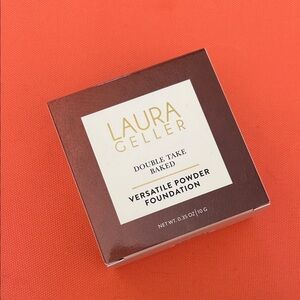 LAURA
GELLER
DOUBLE TAKE
BAKED
VERSATILE POWDER
FOUNDATION
NET WT. 0.35 OZ | 10 G